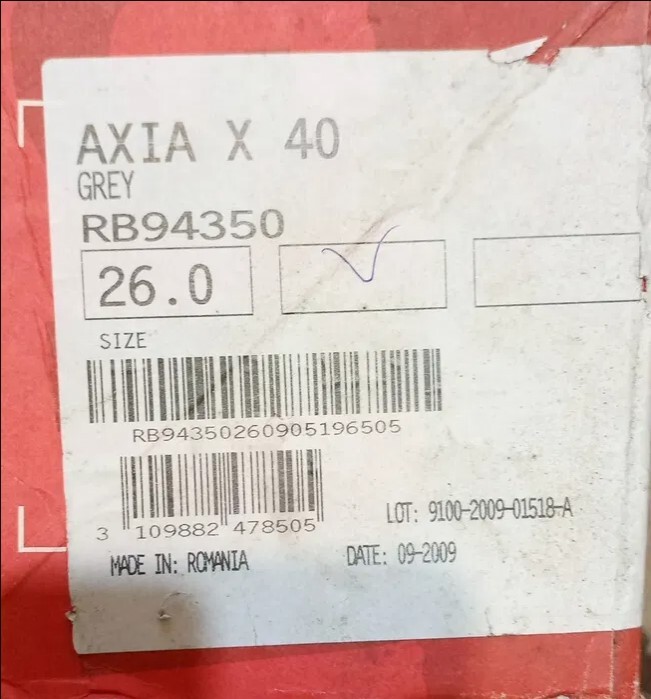 AXIA X 40
GREY
RB94350
26.0
SIZE
RB94350260905196505
3 109882 478505
LOT: 9100-2009-01518-A
MADE IN: ROMANIA
DATE: 09-2009